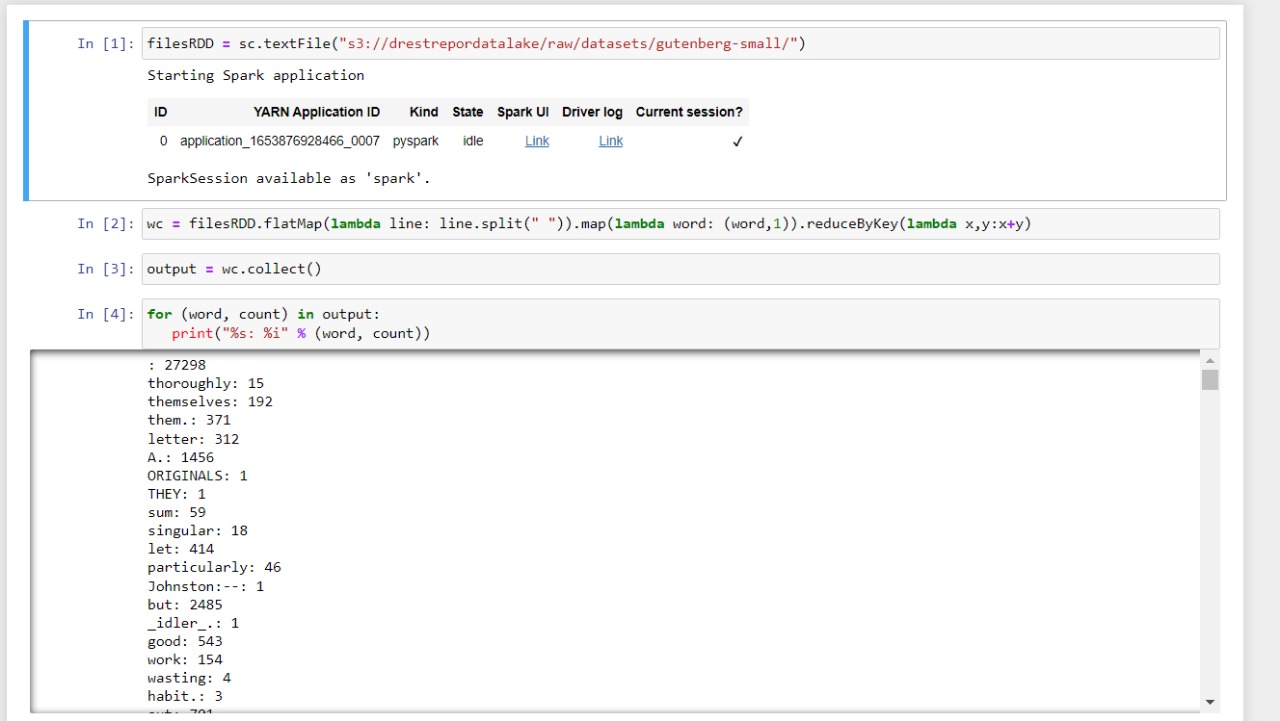 In [1]: filesRDD = sc.textFile("s3://drestrepordatalake/raw/datasets/gutenberg-small/")
Starting Spark application
ID YARN Application ID Kind State Spark UI Driver log Current session?
0 application_1653876928466_0007 pyspark idle Link Link ✓
SparkSession available as 'spark'.
In [2]: wc = filesRDD.flatMap(lambda line: line.split(" ")).map(lambda word: (word,1)).reduceByKey(lambda x,y:x+y)
In [3]: output = wc.collect()
In [4]: for (word, count) in output:
print("%s: %i" % (word, count))
: 27298
thoroughly: 15
themselves: 192
them.: 371
letter: 312
A.: 1456
ORIGINALS: 1
THEY: 1
sum: 59
singular: 18
let: 414
particularly: 46
Johnston:--: 1
but: 2485
_idler_.: 1
good: 543
work: 154
wasting: 4
habit.: 3